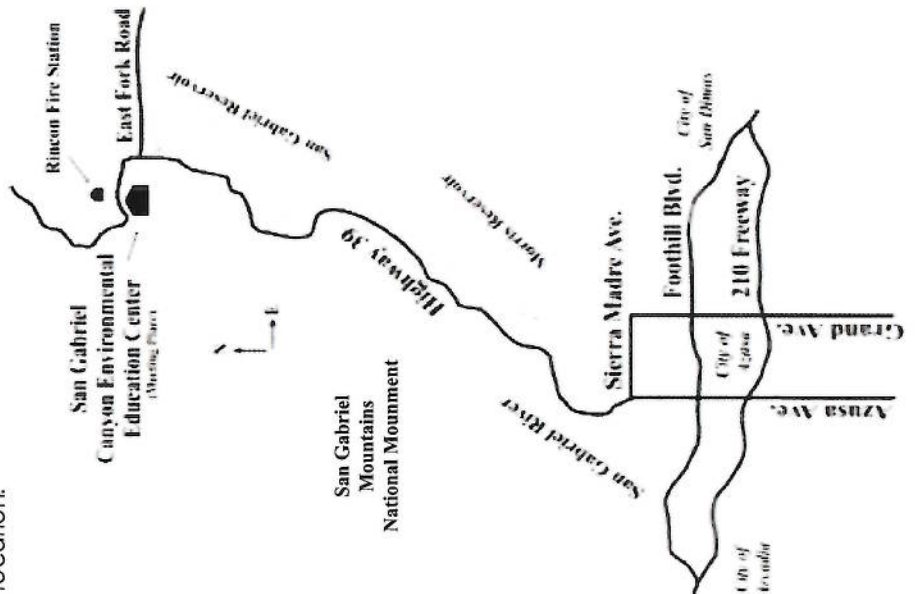 location.
Rincon Fire Station
East Fork Road
San Gabriel
Canyon Environmental
Education Center
(Meeting Place)
San Gabriel Reservoir
N
E
Highway 39
Morris Reservoir
San Gabriel
Mountains
National Mounment
San Gabriel River
Sierra Madre Ave.
Foothill Blvd.
City of
San Dimas
210 Freeway
City of
Azusa
Grand Ave.
Azusa Ave.
City of
Arcadia